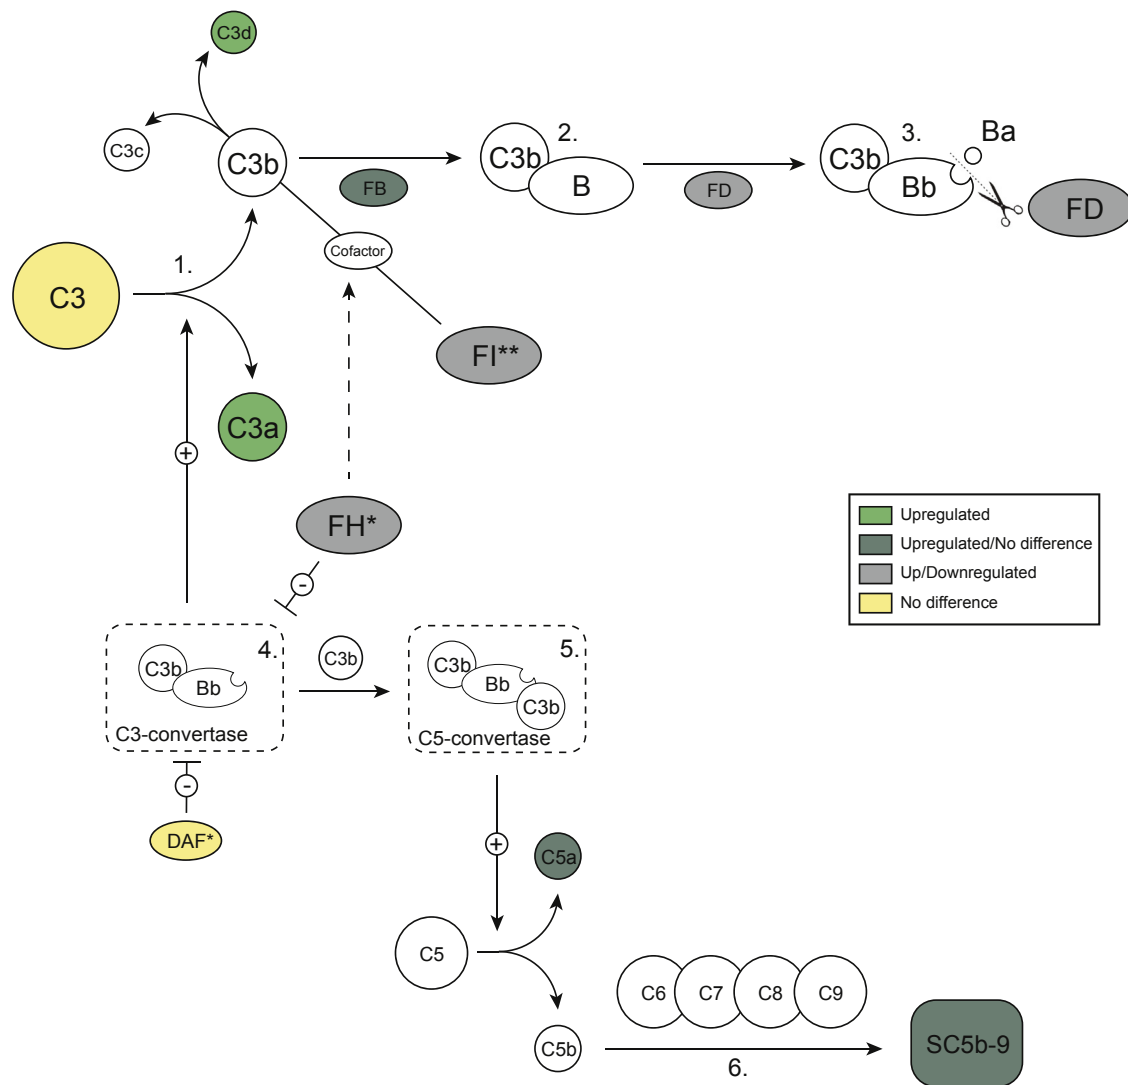 C3d
C3c
C3b
FB
2.
C3b
B
FD
3.
C3b
Bb
Ba
FD
Cofactor
1.
C3
FI**
C3a
+
FH*
-
Upregulated
Upregulated/No difference
Up/Downregulated
No difference
4.
C3b
Bb
C3-convertase
C3b
5.
C3b
Bb
C3b
C5-convertase
-
DAF*
+
C5a
C5
C6
C7
C8
C9
C5b
6.
SC5b-9